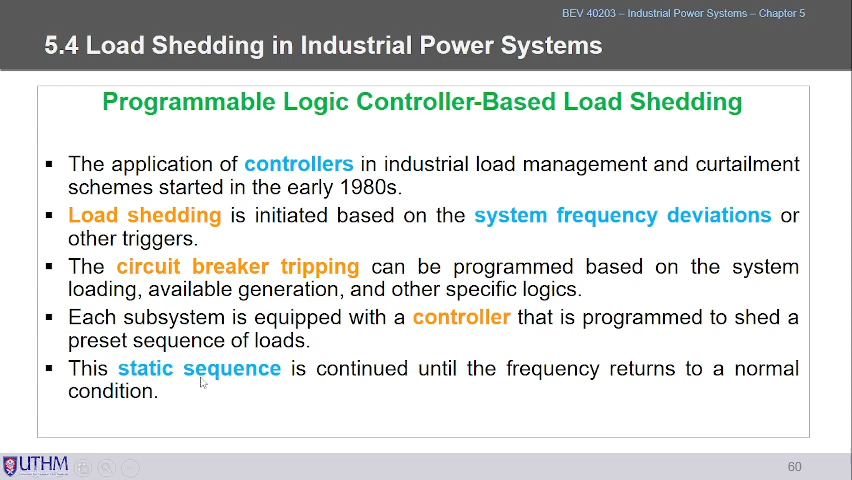 BEV 40203 – Industrial Power Systems – Chapter 5
5.4 Load Shedding in Industrial Power Systems
Programmable Logic Controller-Based Load Shedding
▪ The application of controllers in industrial load management and curtailment
schemes started in the early 1980s.
▪ Load shedding is initiated based on the system frequency deviations or
other triggers.
▪ The circuit breaker tripping can be programmed based on the system
loading, available generation, and other specific logics.
▪ Each subsystem is equipped with a controller that is programmed to shed a
preset sequence of loads.
▪ This static sequence is continued until the frequency returns to a normal
condition.
UTHM
60